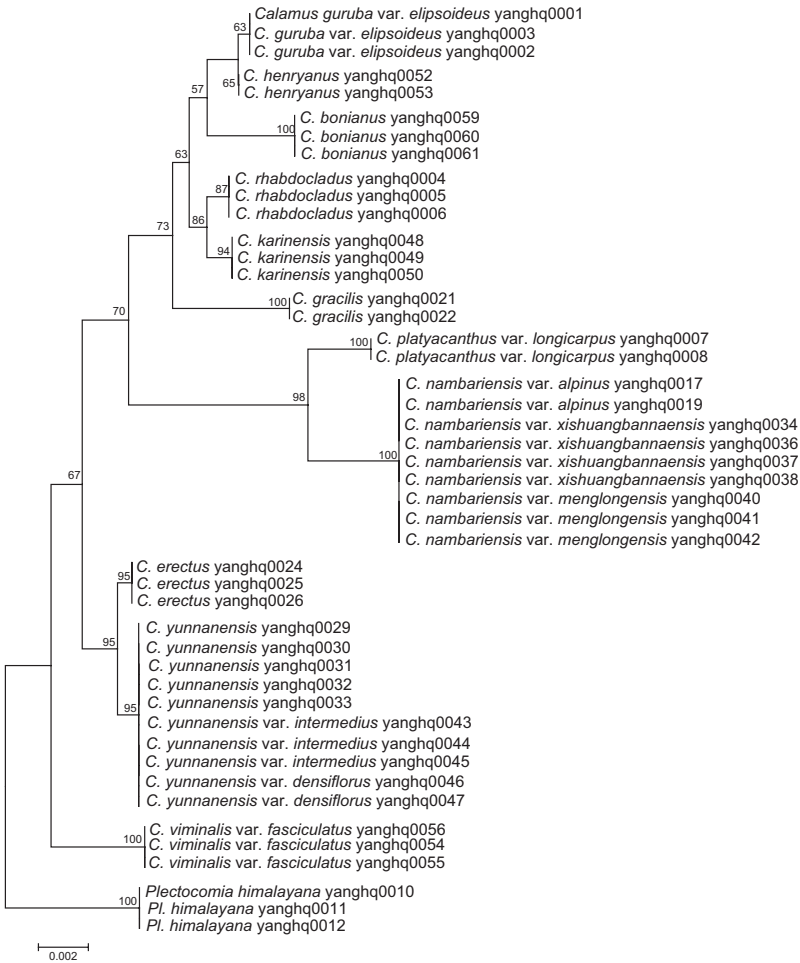 Calamus guruba var. elipsoideus yanghq0001
63
C. guruba var. elipsoideus yanghq0003
C. guruba var. elipsoideus yanghq0002
C. henryanus yanghq0052
65
C. henryanus yanghq0053
57
C. bonianus yanghq0059
100
C. bonianus yanghq0060
C. bonianus yanghq0061
63
C. rhabdocladus yanghq0004
87
C. rhabdocladus yanghq0005
C. rhabdocladus yanghq0006
86
73
C. karinensis yanghq0048
94
C. karinensis yanghq0049
C. karinensis yanghq0050
100
C. gracilis yanghq0021
C. gracilis yanghq0022
70
C. platyacanthus var. longicarpus yanghq0007
100
C. platyacanthus var. longicarpus yanghq0008
C. nambariensis var. alpinus yanghq0017
98
C. nambariensis var. alpinus yanghq0019
C. nambariensis var. xishuangbannaensis yanghq0034
C. nambariensis var. xishuangbannaensis yanghq0036
100
C. nambariensis var. xishuangbannaensis yanghq0037
C. nambariensis var. xishuangbannaensis yanghq0038
67
C. nambariensis var. menglongensis yanghq0040
C. nambariensis var. menglongensis yanghq0041
C. nambariensis var. menglongensis yanghq0042
C. erectus yanghq0024
95
C. erectus yanghq0025
C. erectus yanghq0026
C. yunnanensis yanghq0029
95
C. yunnanensis yanghq0030
C. yunnanensis yanghq0031
C. yunnanensis yanghq0032
C. yunnanensis yanghq0033
95
C. yunnanensis var. intermedius yanghq0043
C. yunnanensis var. intermedius yanghq0044
C. yunnanensis var. intermedius yanghq0045
C. yunnanensis var. densiflorus yanghq0046
C. yunnanensis var. densiflorus yanghq0047
C. viminalis var. fasciculatus yanghq0056
100
C. viminalis var. fasciculatus yanghq0054
C. viminalis var. fasciculatus yanghq0055
Plectocomia himalayana yanghq0010
100
Pl. himalayana yanghq0011
Pl. himalayana yanghq0012
0.002